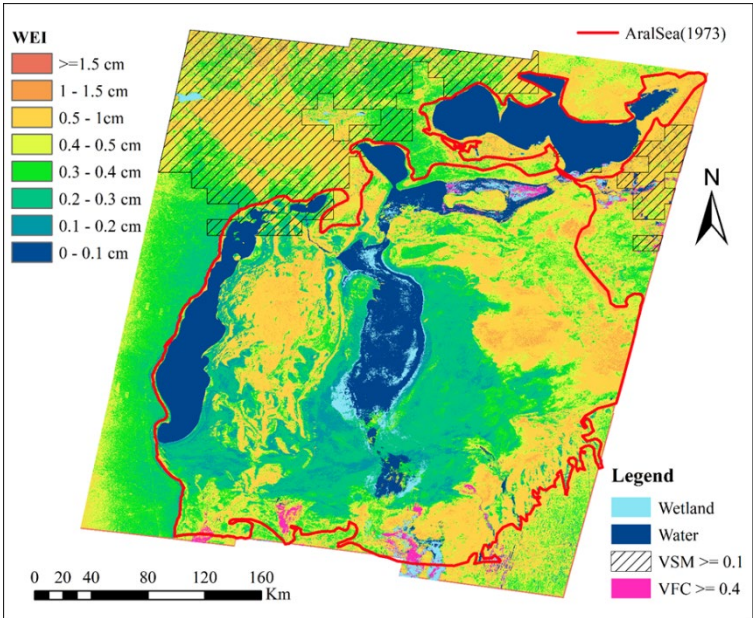 WEI
>=1.5 cm
1 - 1.5 cm
0.5 - 1cm
0.4 - 0.5 cm
0.3 - 0.4 cm
0.2 - 0.3 cm
0.1 - 0.2 cm
0 - 0.1 cm
AralSea(1973)
N
Legend
Wetland
Water
VSM >= 0.1
VFC >= 0.4
0 10 20 40 80 120 160
Km